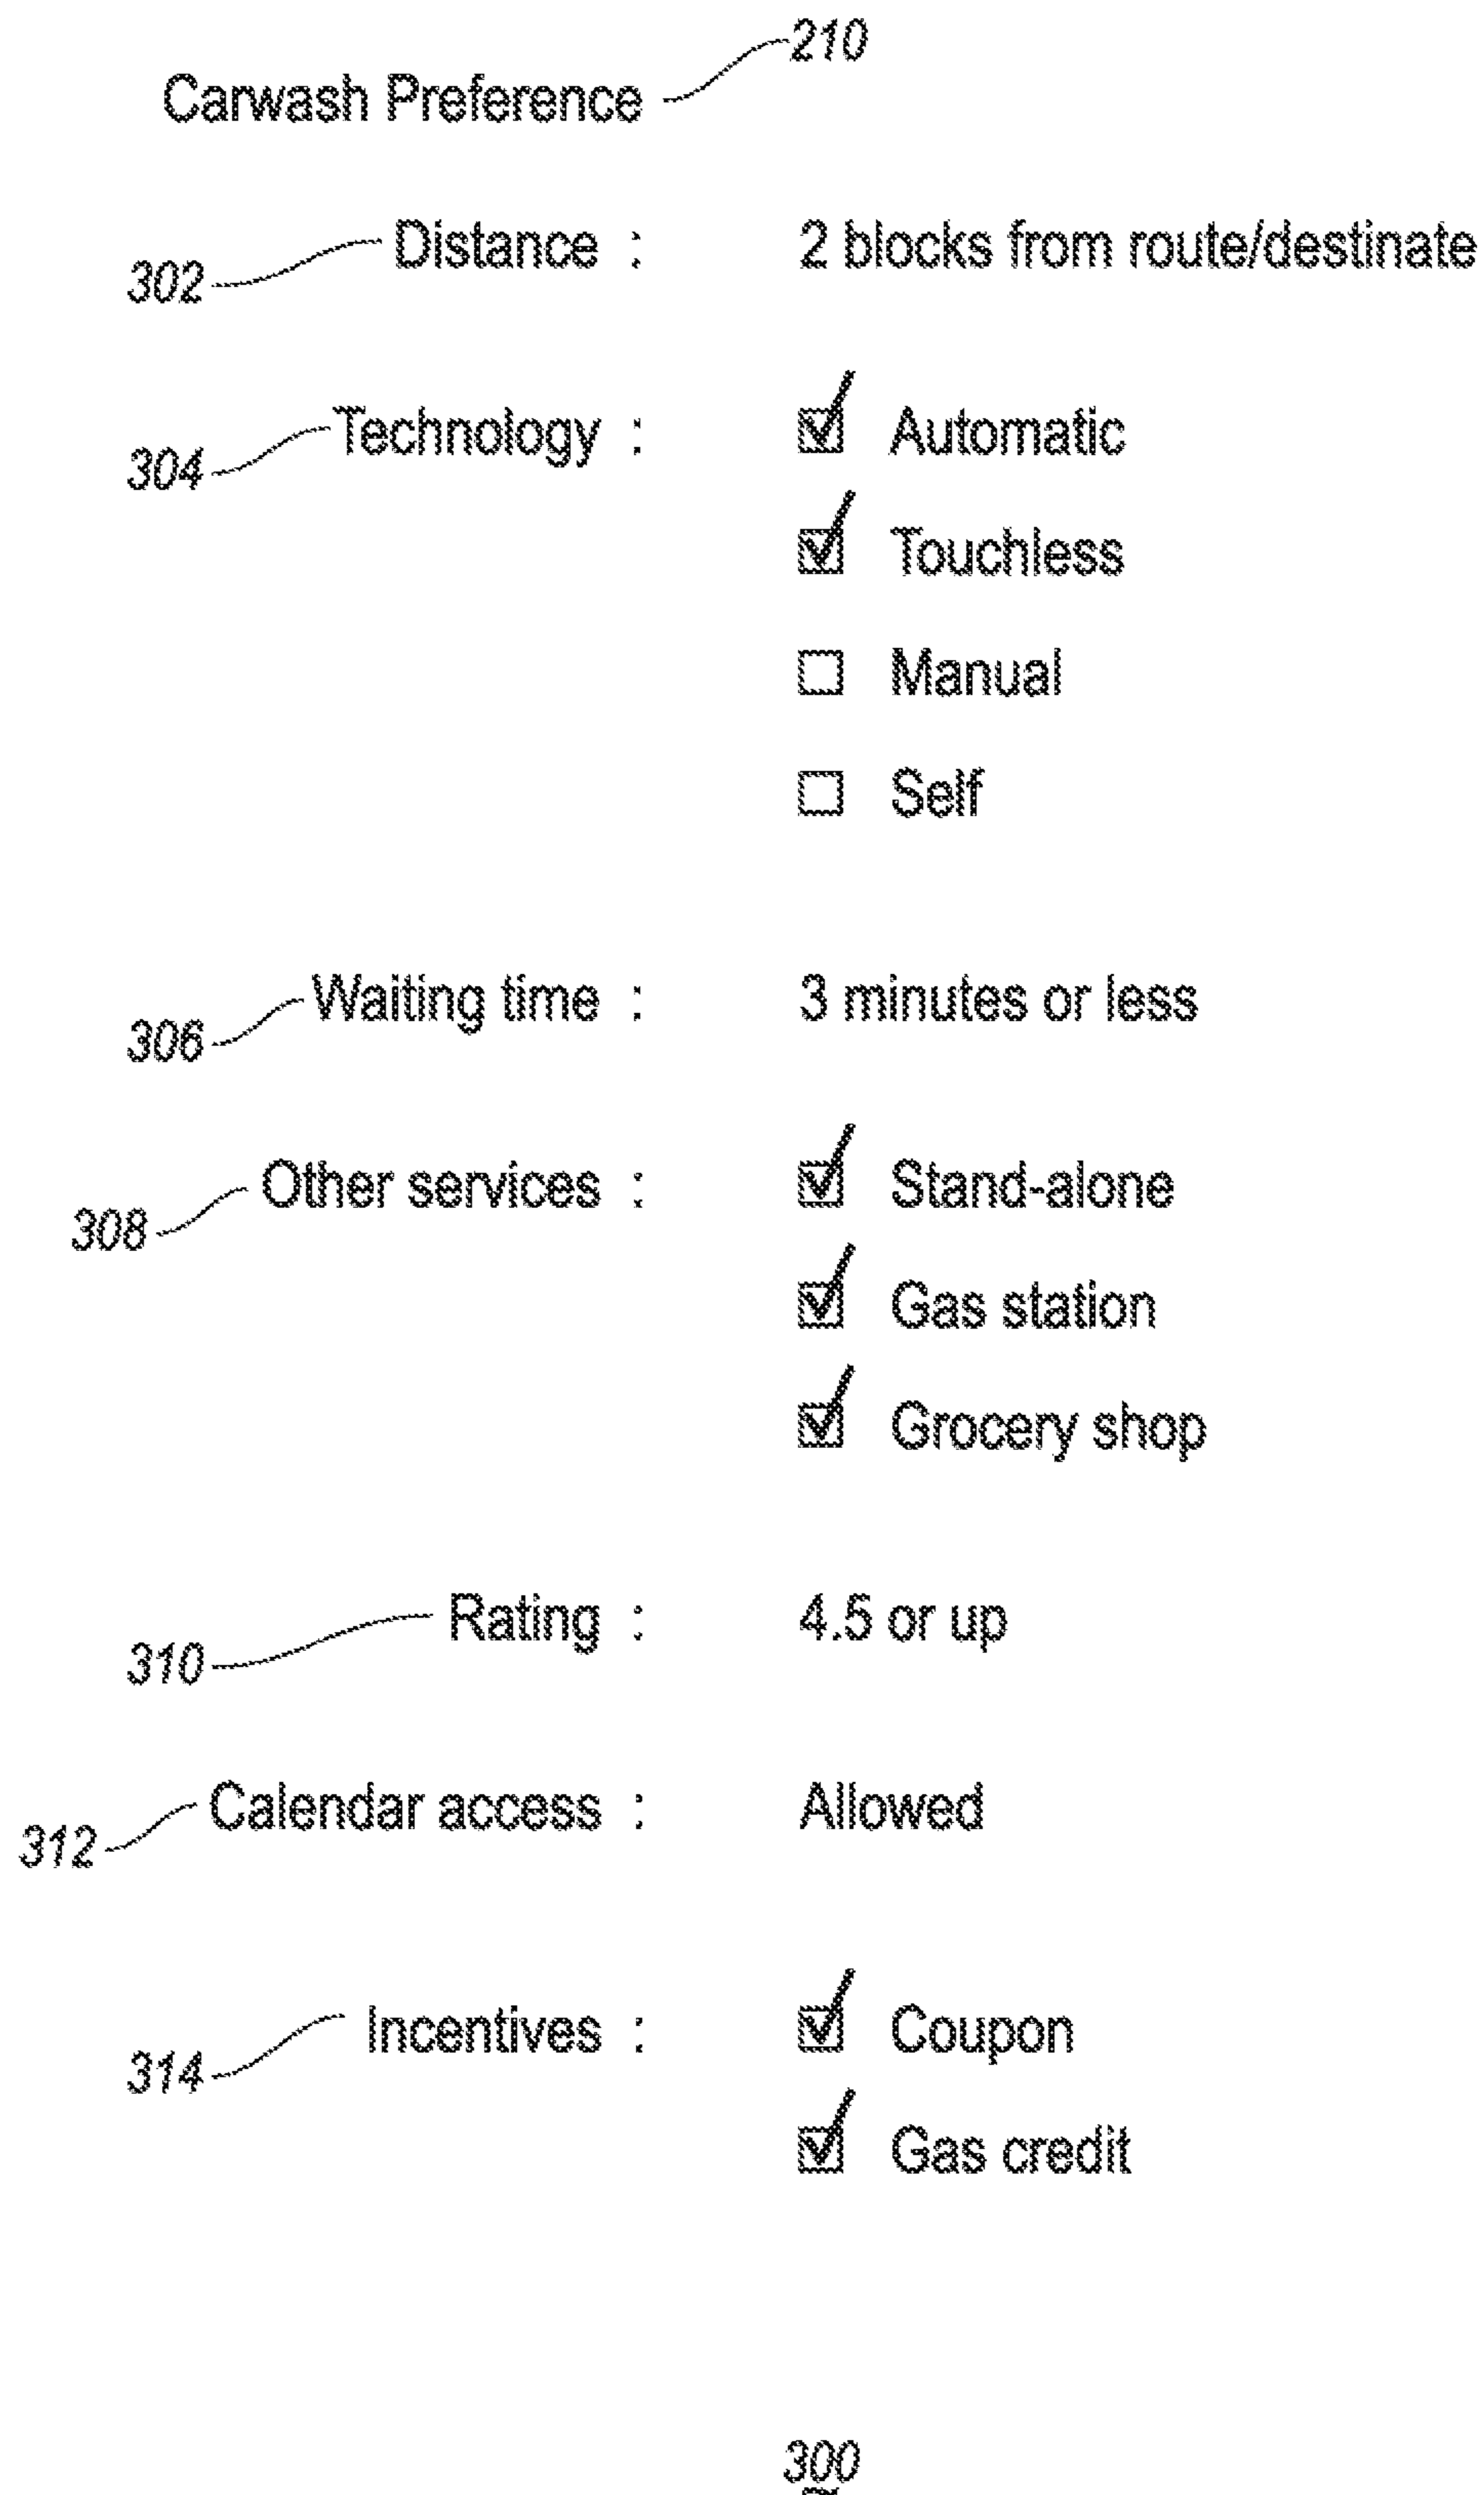 210
Carwash Preference
302 Distance : 2 blocks from route/destinate
304 Technology : Automatic
Touchless
Manual
Self
306 Waiting time : 3 minutes or less
308 Other services : Stand-alone
Gas station
Grocery shop
310 Rating : 4.5 or up
312 Calendar access : Allowed
314 Incentives : Coupon
Gas credit
300